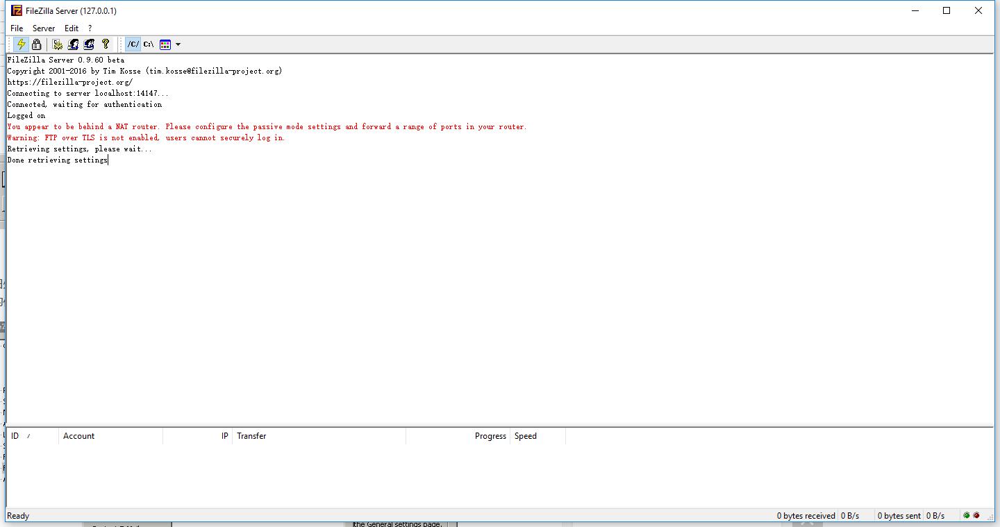 FileZilla Server (127.0.0.1)
File Server Edit ?
/C/ C:\
FileZilla Server 0.9.60 beta
Copyright 2001-2016 by Tim Kosse (tim.kosse@filezilla-project.org)
https://filezilla-project.org/
Connecting to server localhost:14147...
Connected, waiting for authentication
Logged on
You appear to be behind a NAT router. Please configure the passive mode settings and forward a range of ports in your router.
Warning: FTP over TLS is not enabled, users cannot securely log in.
Retrieving settings, please wait...
Done retrieving settings
ID / Account IP Transfer Progress Speed
Ready 0 bytes received 0 B/s 0 bytes sent 0 B/s
the General settings page,